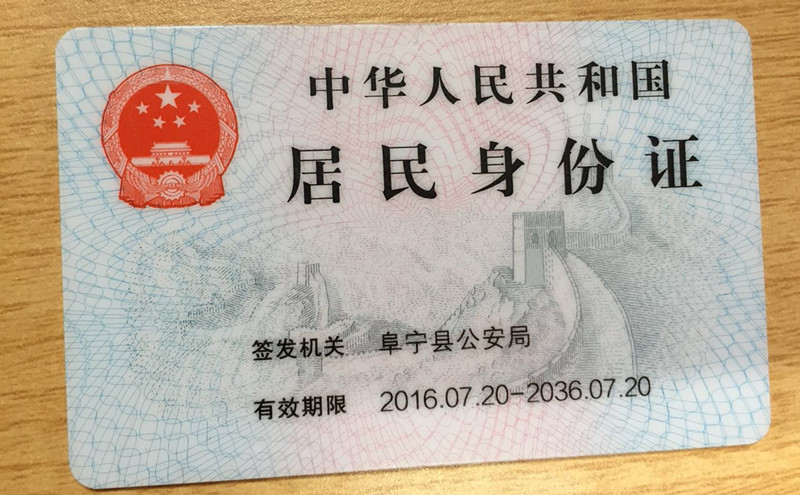 中华人民共和国
居民身份证
签发机关 阜宁县公安局
有效期限 2016.07.20-2036.07.20